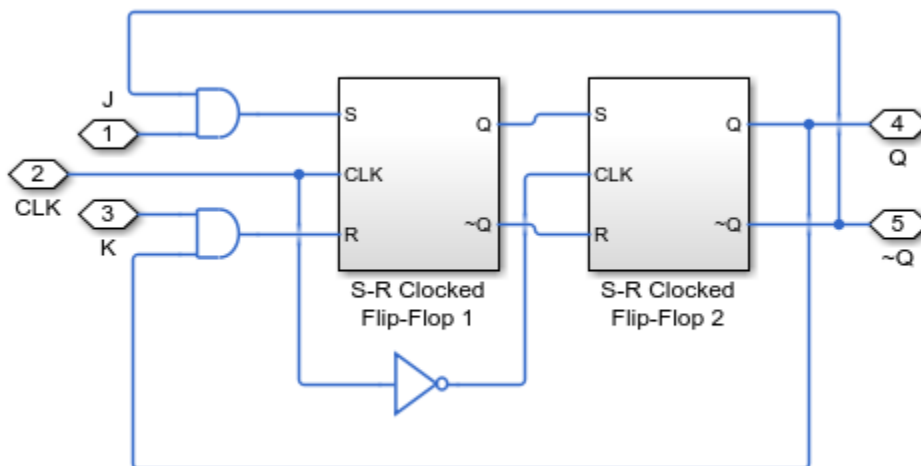 J
1
2
CLK
3
K
S
CLK
R
Q
~Q
S-R Clocked
Flip-Flop 1
S
CLK
R
Q
~Q
S-R Clocked
Flip-Flop 2
4
Q
5
~Q